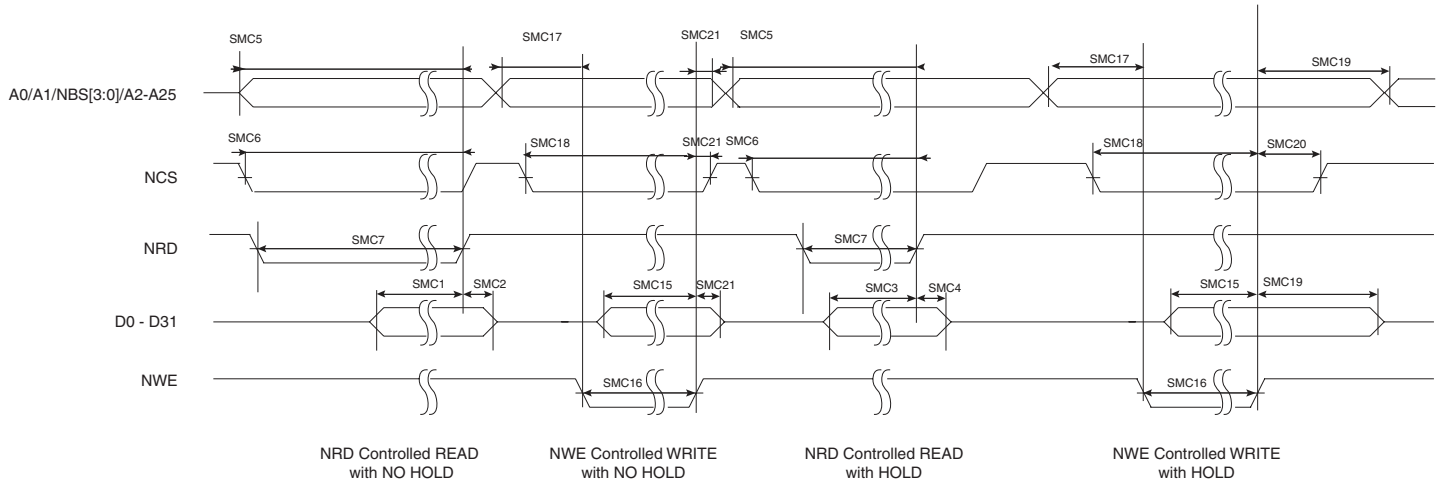 SMC5
SMC17
SMC21
SMC5
SMC17
SMC19
A0/A1/NBS[3:0]/A2-A25
SMC6
SMC18
SMC21
SMC6
SMC18
SMC20
NCS
SMC7
SMC7
NRD
SMC1
SMC2
SMC15
SMC21
SMC3
SMC4
SMC15
SMC19
D0 - D31
NWE
SMC16
SMC16
NRD Controlled READ
with NO HOLD
NWE Controlled WRITE
with NO HOLD
NRD Controlled READ
with HOLD
NWE Controlled WRITE
with HOLD